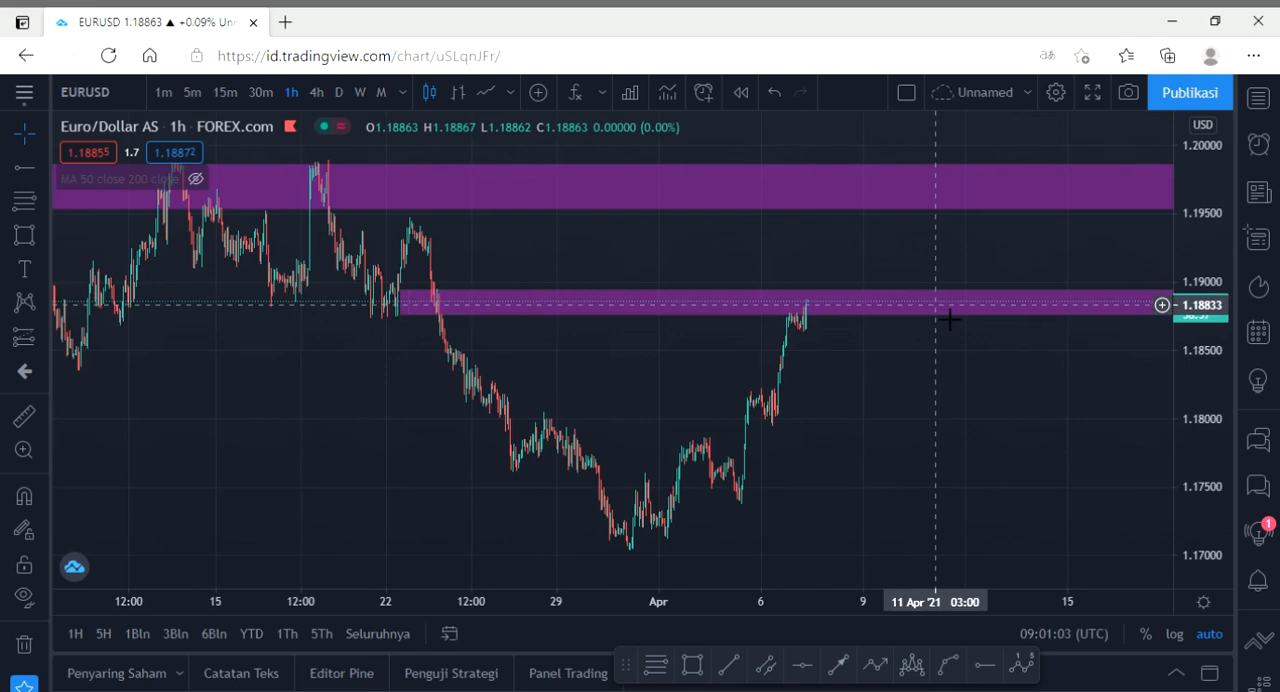 EURUSD 1.18863 ▲ +0.09% Unn
https://id.tradingview.com/chart/uSLqnJFr/
EURUSD 1m 5m 15m 30m 1h 4h D W M Unnamed Publikasi
Euro/Dollar AS · 1h · FOREX.com O1.18863 H1.18867 L1.18862 C1.18863 0.00000 (0.00%)
USD
1.18855 1.7 1.18872
MA 50 close 200 close
1.20000
1.19500
1.19000
1.18833
1.18500
1.18000
1.17500
1.17000
1
12:00 15 12:00 22 12:00 29 Apr 6 9 11 Apr '21 03:00 15
1H 5H 1Bln 3Bln 6Bln YTD 1Th 5Th Seluruhnya 09:01:03 (UTC) % log auto
Penyaring Saham Catatan Teks Editor Pine Penguji Strategi Panel Trading